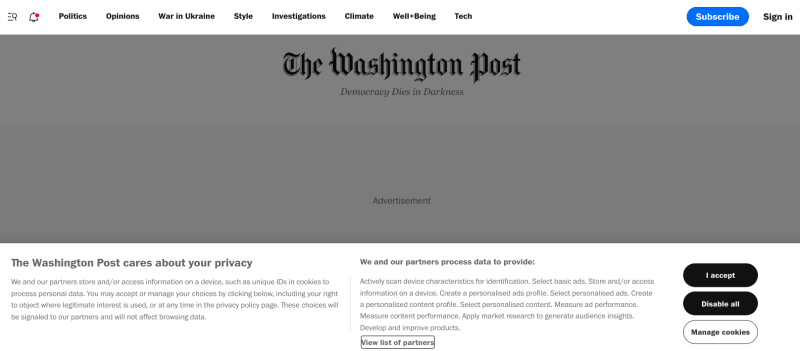 Politics Opinions War in Ukraine Style Investigations Climate Well+Being Tech Subscribe Sign in
The Washington Post
Democracy Dies in Darkness
Advertisement
The Washington Post cares about your privacy
We and our partners store and/or access information on a device, such as unique IDs in cookies to
process personal data. You may accept or manage your choices by clicking below, including your right
to object where legitimate interest is used, or at any time in the privacy policy page. These choices will
be signaled to our partners and will not affect browsing data.
We and our partners process data to provide:
Actively scan device characteristics for identification. Select basic ads. Store and/or access
information on a device. Create a personalised ads profile. Select personalised ads. Create
a personalised content profile. Select personalised content. Measure ad performance.
Measure content performance. Apply market research to generate audience insights.
Develop and improve products.
View list of partners
I accept
Disable all
Manage cookies